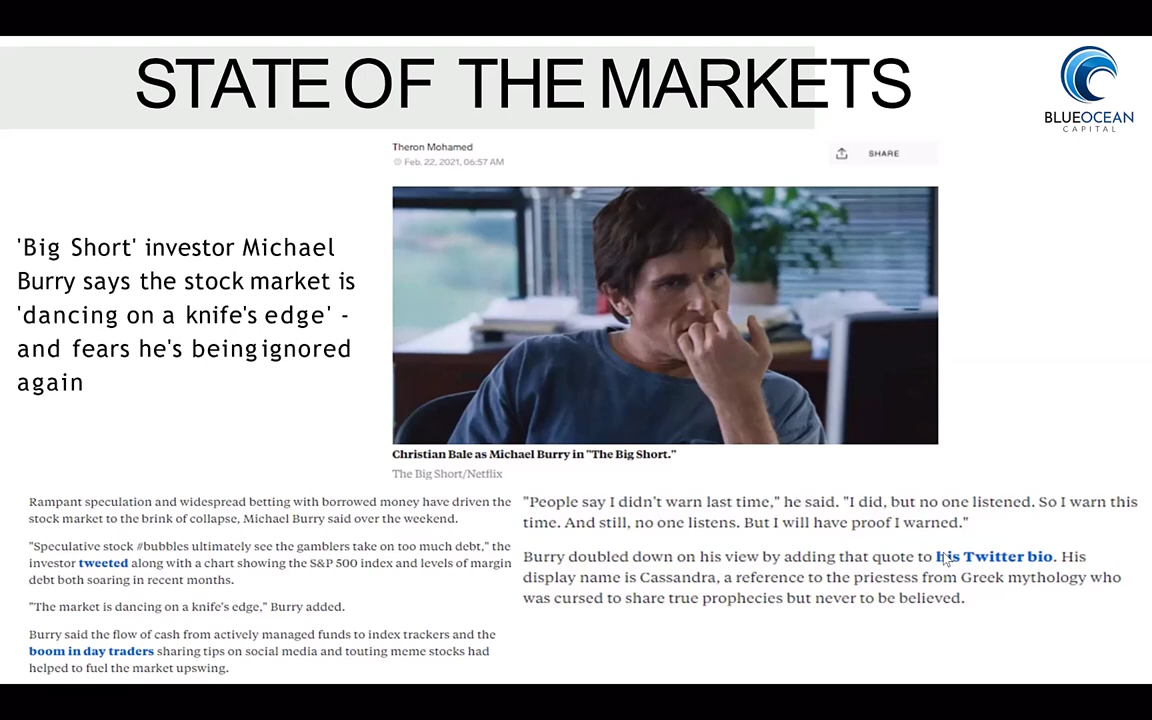 STATE OF THE MARKETS
BLUEOCEAN
CAPITAL
Theron Mohamed
Feb. 22, 2021, 06:57 AM
SHARE
'Big Short' investor Michael
Burry says the stock market is
'dancing on a knife's edge' -
and fears he's being ignored
again
Christian Bale as Michael Burry in "The Big Short."
The Big Short/Netflix
Rampant speculation and widespread betting with borrowed money have driven the
stock market to the brink of collapse, Michael Burry said over the weekend.
"Speculative stock #bubbles ultimately see the gamblers take on too much debt," the
investor tweeted along with a chart showing the S&P 500 index and levels of margin
debt both soaring in recent months.
"The market is dancing on a knife's edge," Burry added.
Burry said the flow of cash from actively managed funds to index trackers and the
boom in day traders sharing tips on social media and touting meme stocks had
helped to fuel the market upswing.
"People say I didn't warn last time," he said. "I did, but no one listened. So I warn this
time. And still, no one listens. But I will have proof I warned."
Burry doubled down on his view by adding that quote to his Twitter bio. His
display name is Cassandra, a reference to the priestess from Greek mythology who
was cursed to share true prophecies but never to be believed.